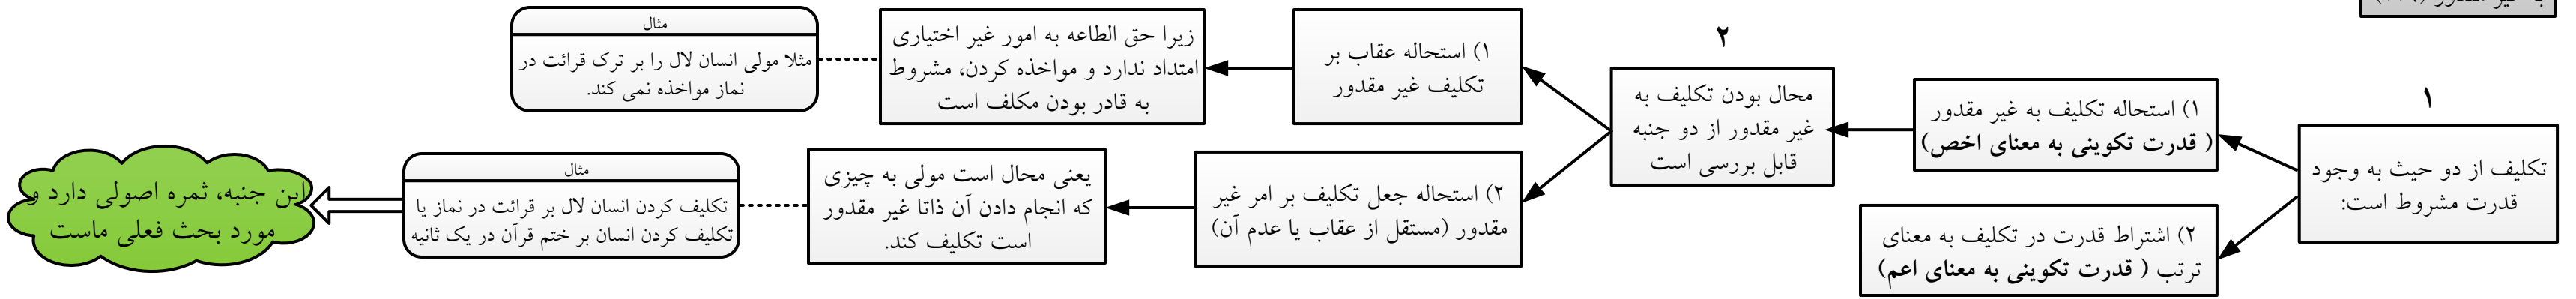 با غیر مقدور
۱
تکلیف از دو حیث به وجود
قدرت مشروط است:
۱) استحاله تکلیف به غیر مقدور
( قدرت تکوینی به معنای اخص)
۲) اشتراط قدرت در تکلیف به معنای
ترتب ( قدرت تکوینی به معنای اعم)
۲
محال بودن تکلیف به
غیر مقدور از دو جنبه
قابل بررسی است
۱) استحاله عقاب بر
تکلیف غیر مقدور
زیرا حق الطاعه به امور غیر اختیاری
امتداد ندارد و مواخذه کردن، مشروط
به قادر بودن مکلف است
مثال
مثلا مولی انسان لال را بر ترک قرائت در
نماز مواخذه نمی کند.
۲) استحاله جعل تکلیف بر امر غیر
مقدور (مستقل از عقاب یا عدم آن)
یعنی محال است مولی به چیزی
که انجام دادن آن ذاتا غیر مقدور
است تکلیف کند.
مثال
تکلیف کردن انسان لال بر قرائت در نماز یا
تکلیف کردن انسان بر ختم قرآن در یک ثانیه
این جنبه، ثمره اصولی دارد و
مورد بحث فعلی ماست